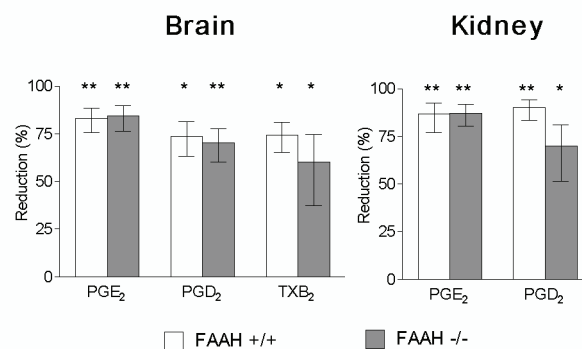 Brain
Kidney
100
75
50
25
0
Reduction (%)
** ** * ** * *
PGE₂ PGD₂ TXB₂
100
75
50
25
0
Reduction (%)
** ** ** *
PGE₂ PGD₂
FAAH +/+ FAAH -/-